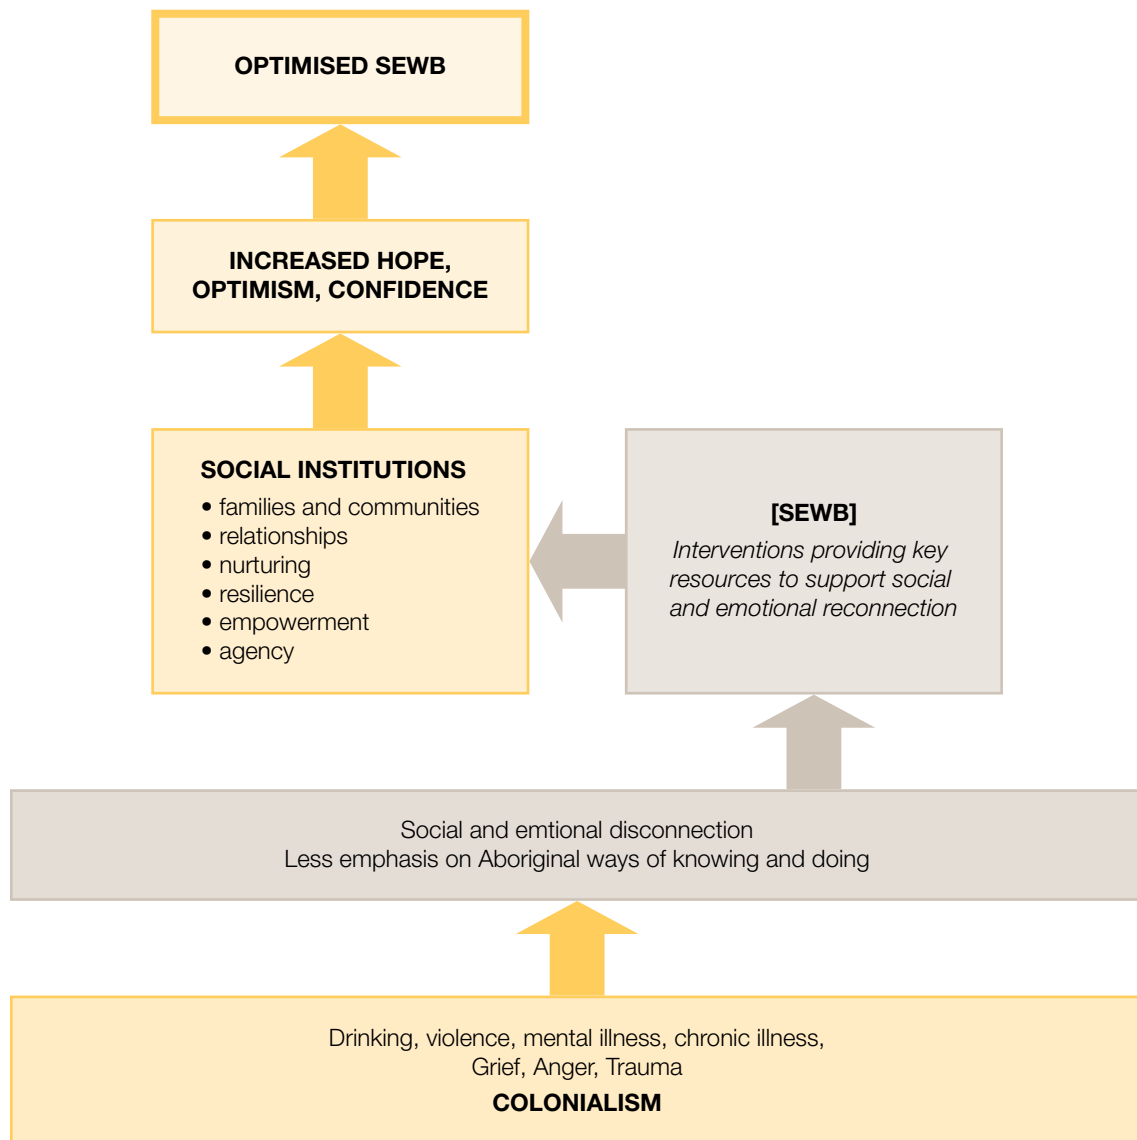 OPTIMISED SEWB
INCREASED HOPE,
OPTIMISM, CONFIDENCE
SOCIAL INSTITUTIONS
• families and communities
• relationships
• nurturing
• resilience
• empowerment
• agency
[SEWB]
Interventions providing key
resources to support social
and emotional reconnection
Social and emtional disconnection
Less emphasis on Aboriginal ways of knowing and doing
Drinking, violence, mental illness, chronic illness,
Grief, Anger, Trauma
COLONIALISM